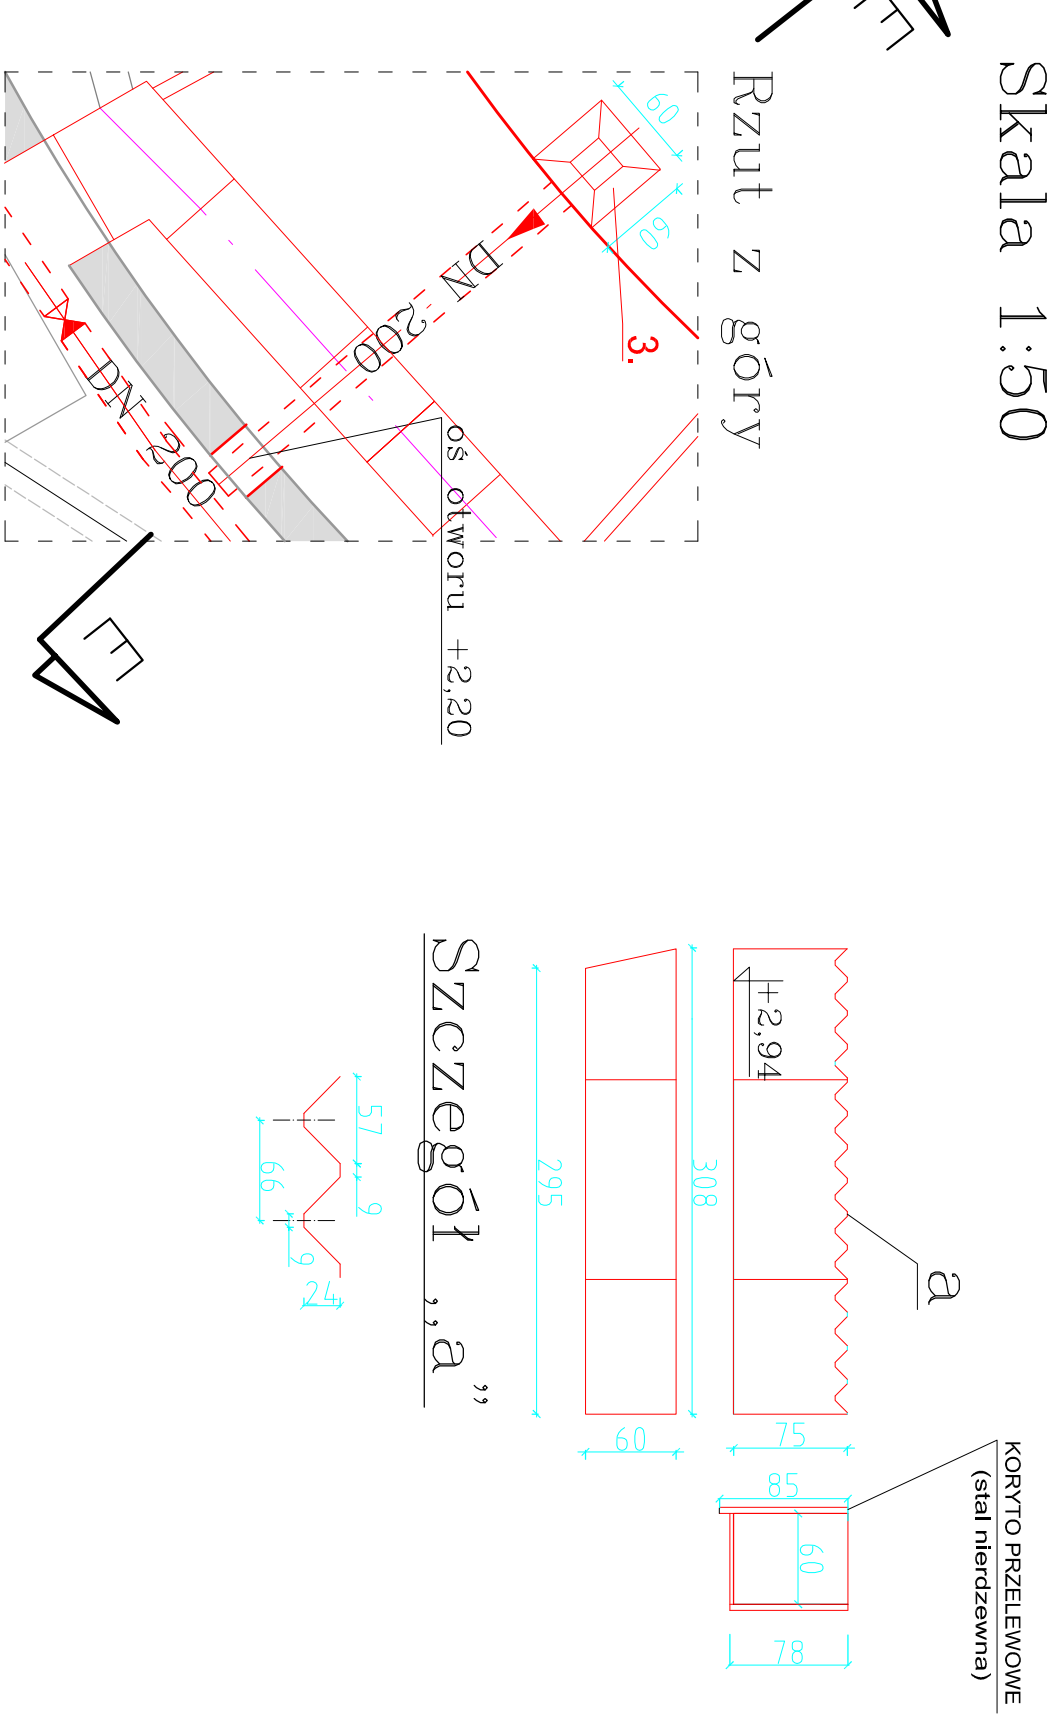 Skala 1:50
E
Rzut z góry
60
60
3.
DN 200
DN 200
oś otworu +2,20
E
a
+2,94
308
295
75
60
KORYTO PRZELEWOWE
(stal nierdzewna)
85
60
78
Szczegół ,,a”
57
9
66
9
24